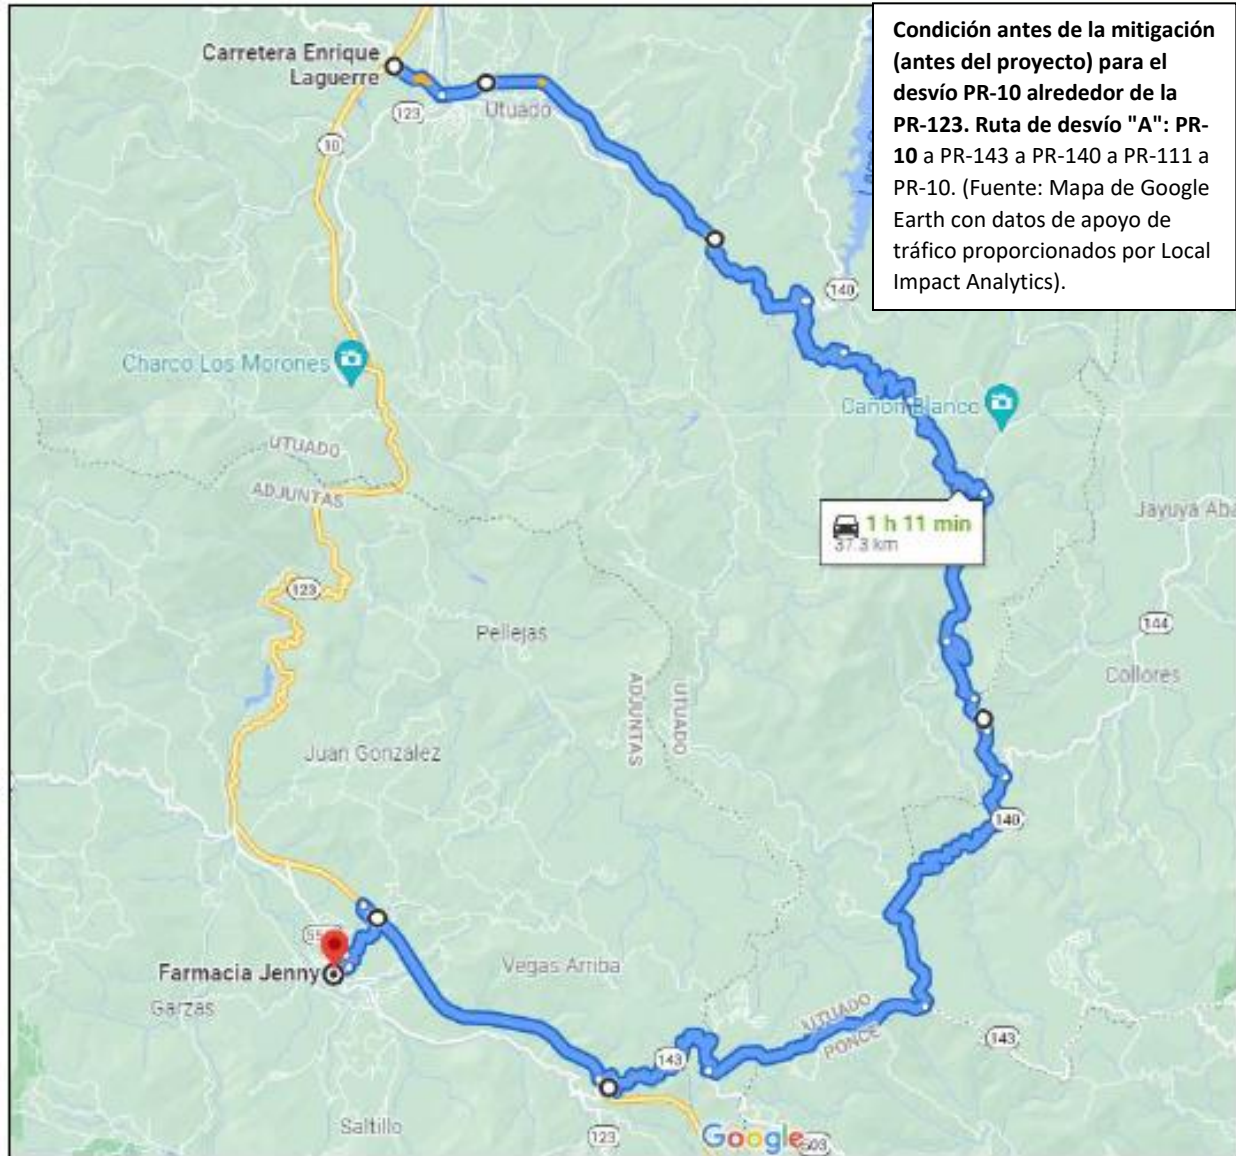 Condición antes de la mitigación
(antes del proyecto) para el
desvío PR-10 alrededor de la
PR-123. Ruta de desvío "A": PR-
10 a PR-143 a PR-140 a PR-111 a
PR-10. (Fuente: Mapa de Google
Earth con datos de apoyo de
tráfico proporcionados por Local
Impact Analytics).
Carretera Enrique
Laguerre
123
Utuado
10
140
Charco Los Morones
Cañon Blanco
UTUADO
ADJUNTAS
1 h 11 min
37.3 km
Jayuya Aba
123
144
Pellejas
Collores
ADJUNTAS
UTUADO
Juan González
140
Farmacia Jenny
Garzas
Vegas Arriba
UTUADO
PONCE
143
143
Saltillo
123
Google
603